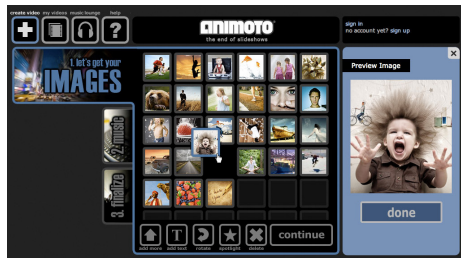 create video my videos music lounge help
?
ANIMOTO
the end of slideshows
sign in
no account yet? sign up
1. let's get your
IMAGES
2. music
3. finalize
Preview Image
done
T
add more add text rotate spotlight delete
continue